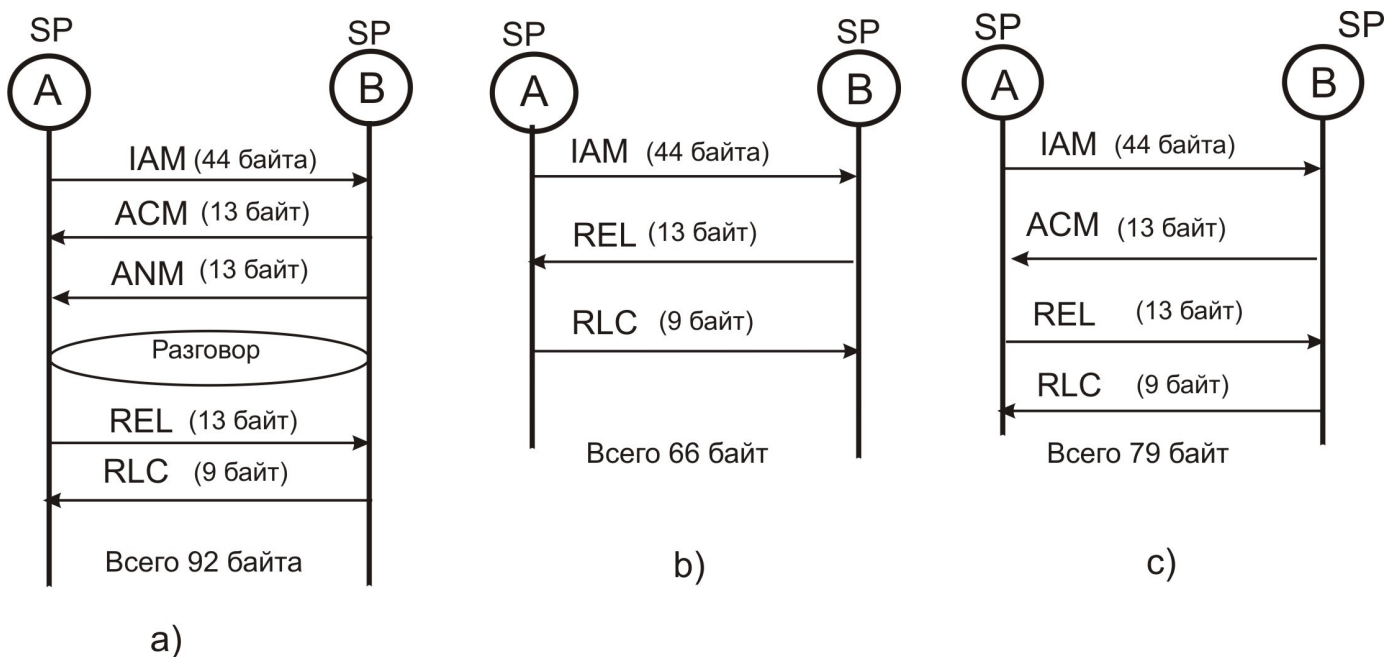 SP
SP
A
B
IAM (44 байта)
ACM (13 байт)
ANM (13 байт)
Разговор
REL (13 байт)
RLC (9 байт)
Всего 92 байта
a)
SP
SP
A
B
IAM (44 байта)
REL (13 байт)
RLC (9 байт)
Всего 66 байт
b)
SP
SP
A
B
IAM (44 байта)
ACM (13 байт)
REL (13 байт)
RLC (9 байт)
Всего 79 байт
c)